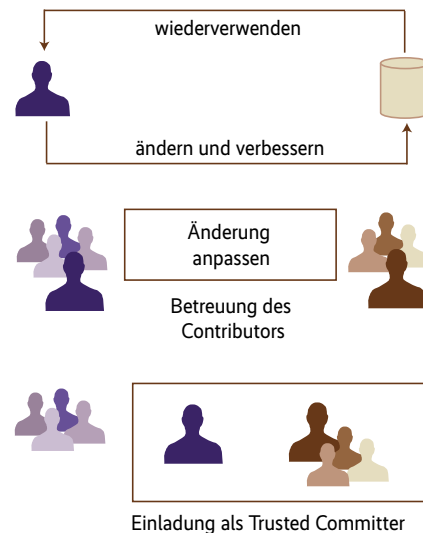 wiederverwenden
ändern und verbessern
Änderung
anpassen
Betreuung des
Contributors
Einladung als Trusted Committer